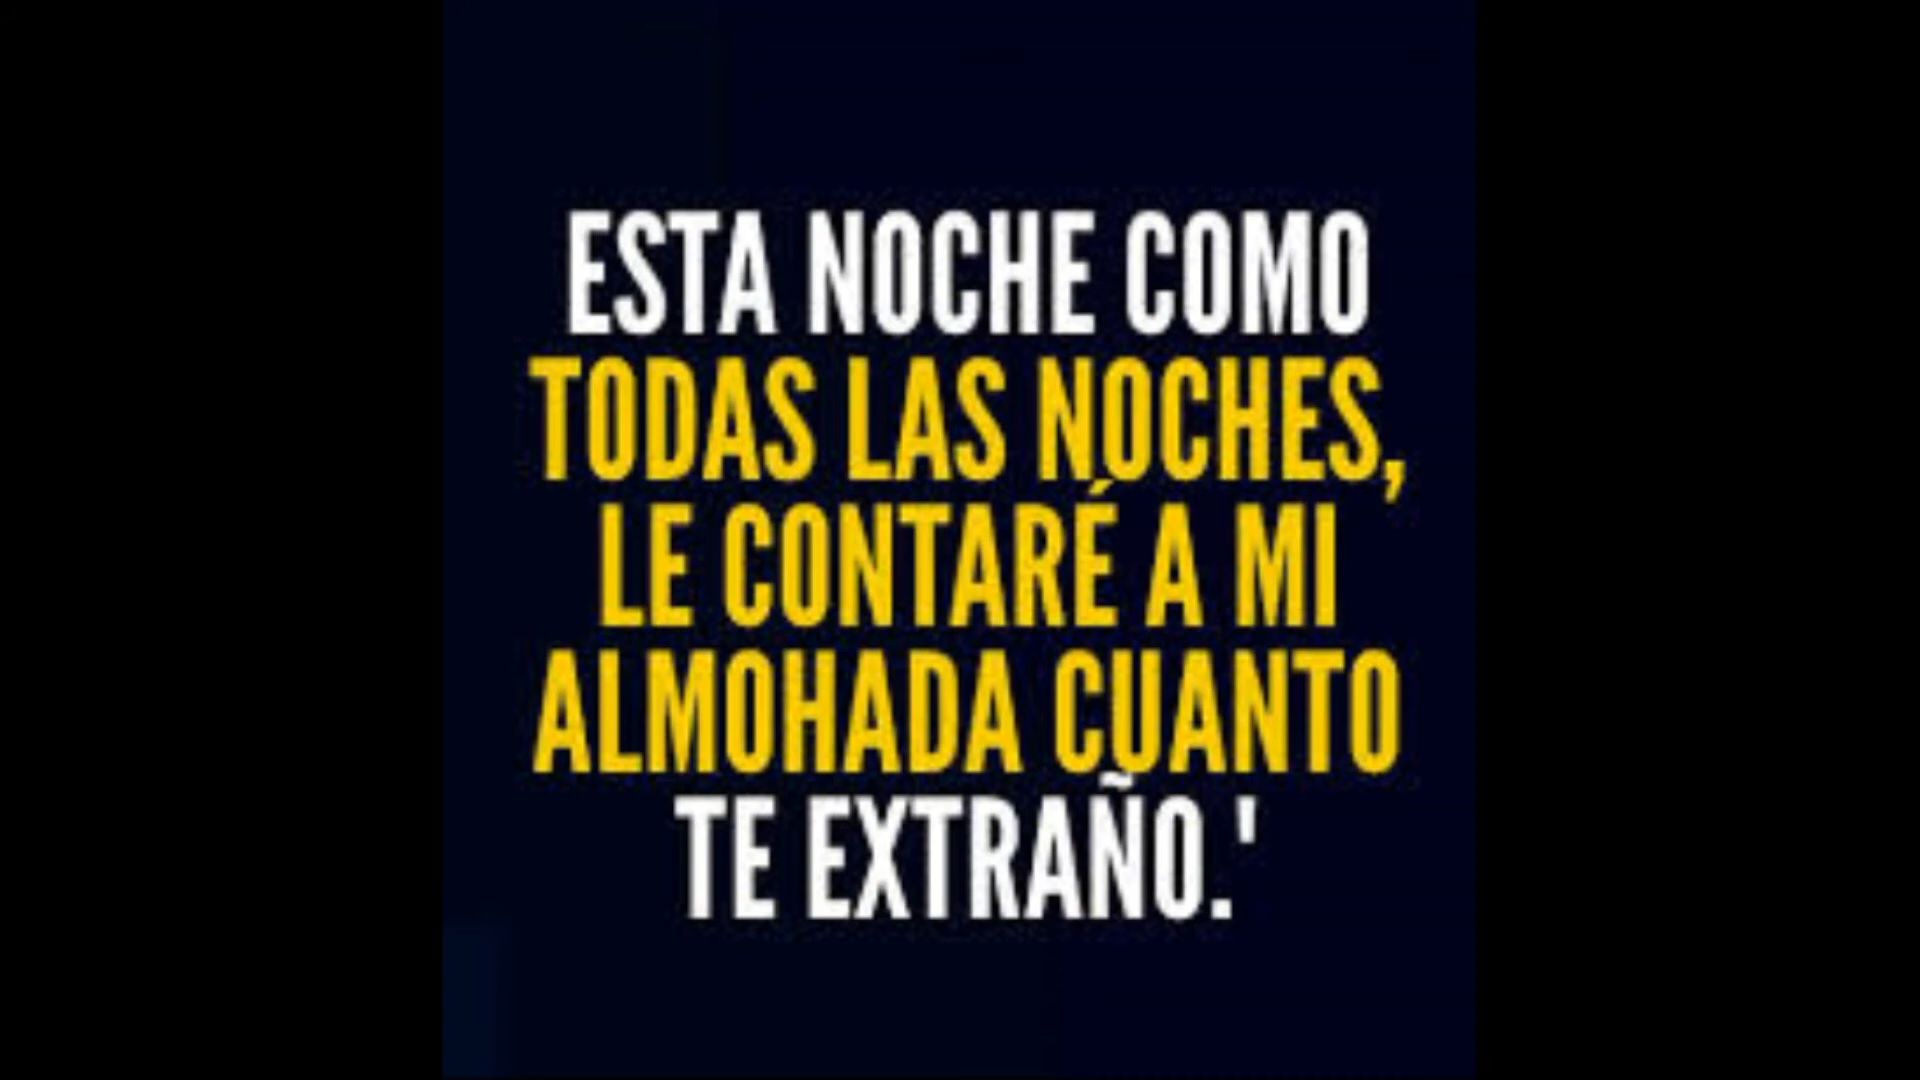 ESTA NOCHE COMO
TODAS LAS NOCHES,
LE CONTARÉ A MI
ALMOHADA CUANTO
TE EXTRAÑO.'